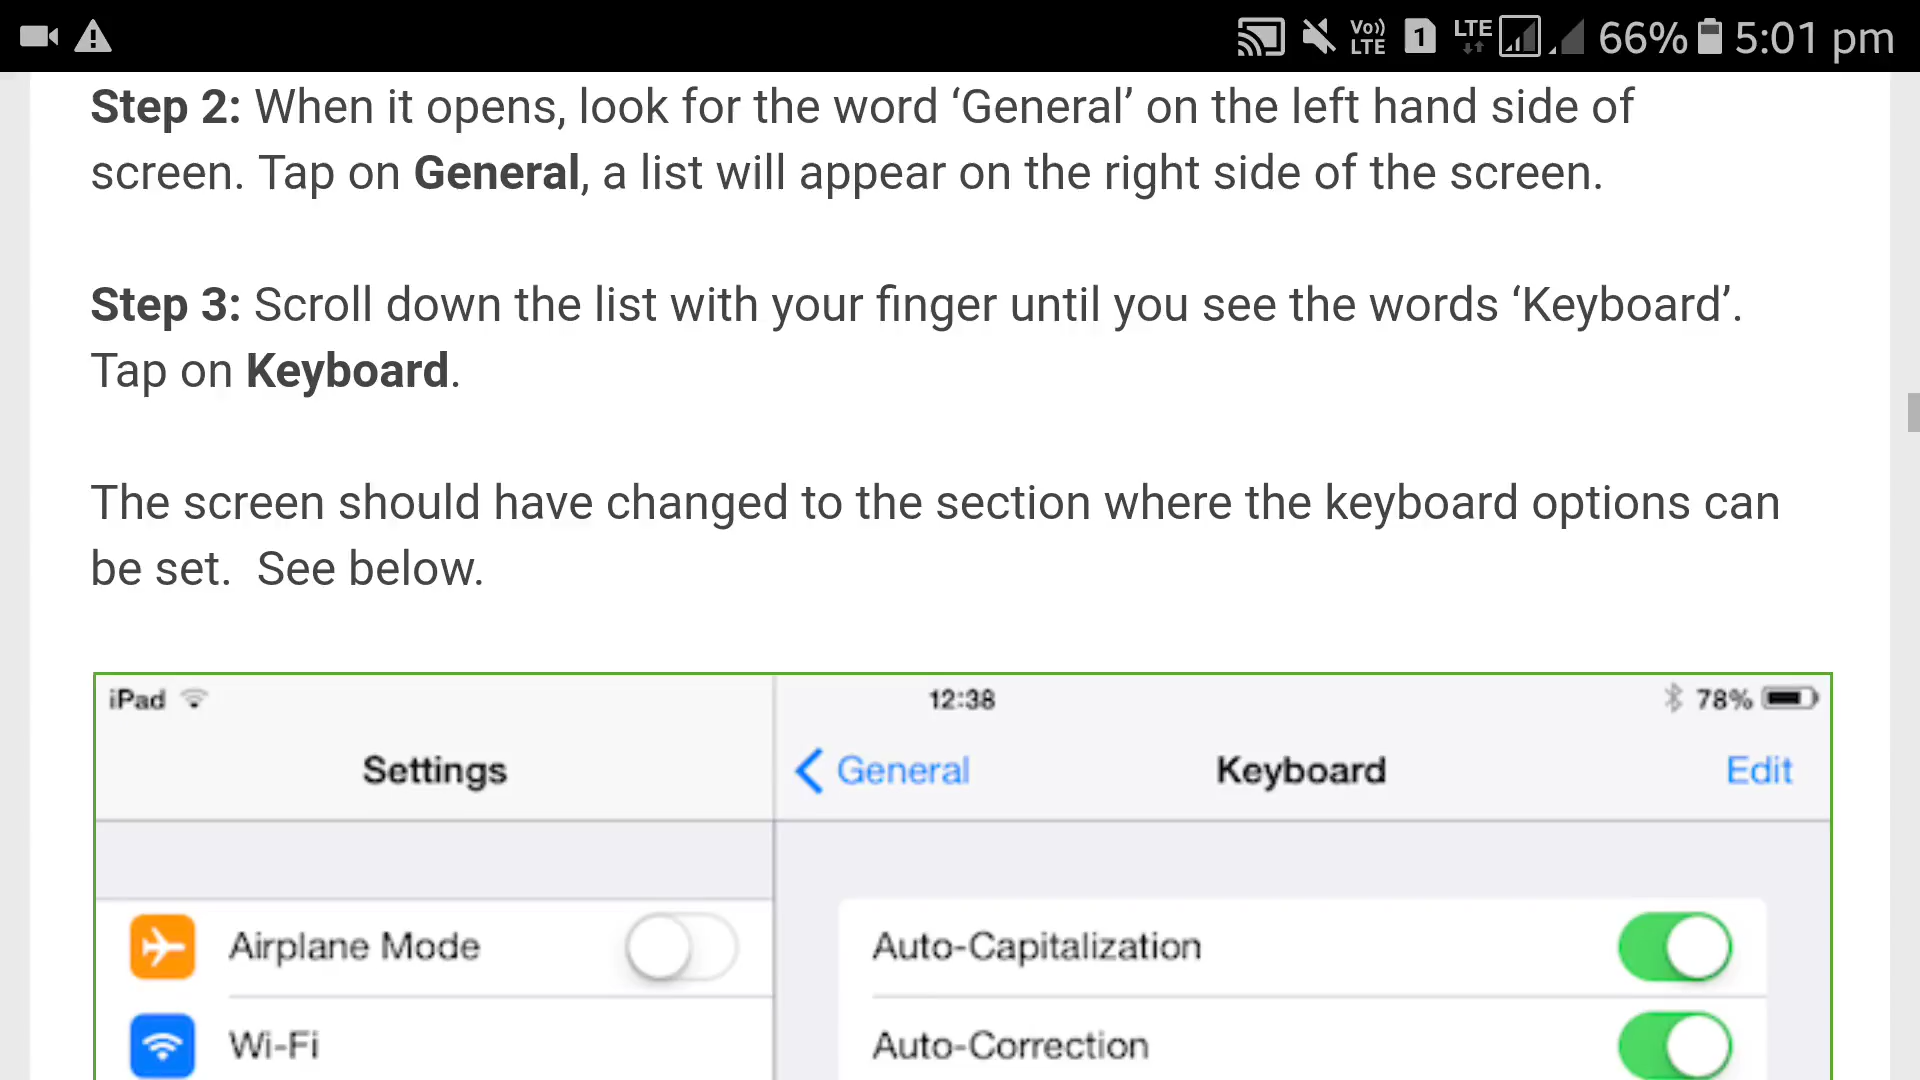 Vo)) LTE 1 LTE 66% 5:01 pm
Step 2: When it opens, look for the word ‘General’ on the left hand side of
screen. Tap on General, a list will appear on the right side of the screen.
Step 3: Scroll down the list with your finger until you see the words ‘Keyboard’.
Tap on Keyboard.
The screen should have changed to the section where the keyboard options can
be set.  See below.
iPad 12:38 78%
Settings General Keyboard Edit
Airplane Mode Auto-Capitalization
Wi-Fi Auto-Correction